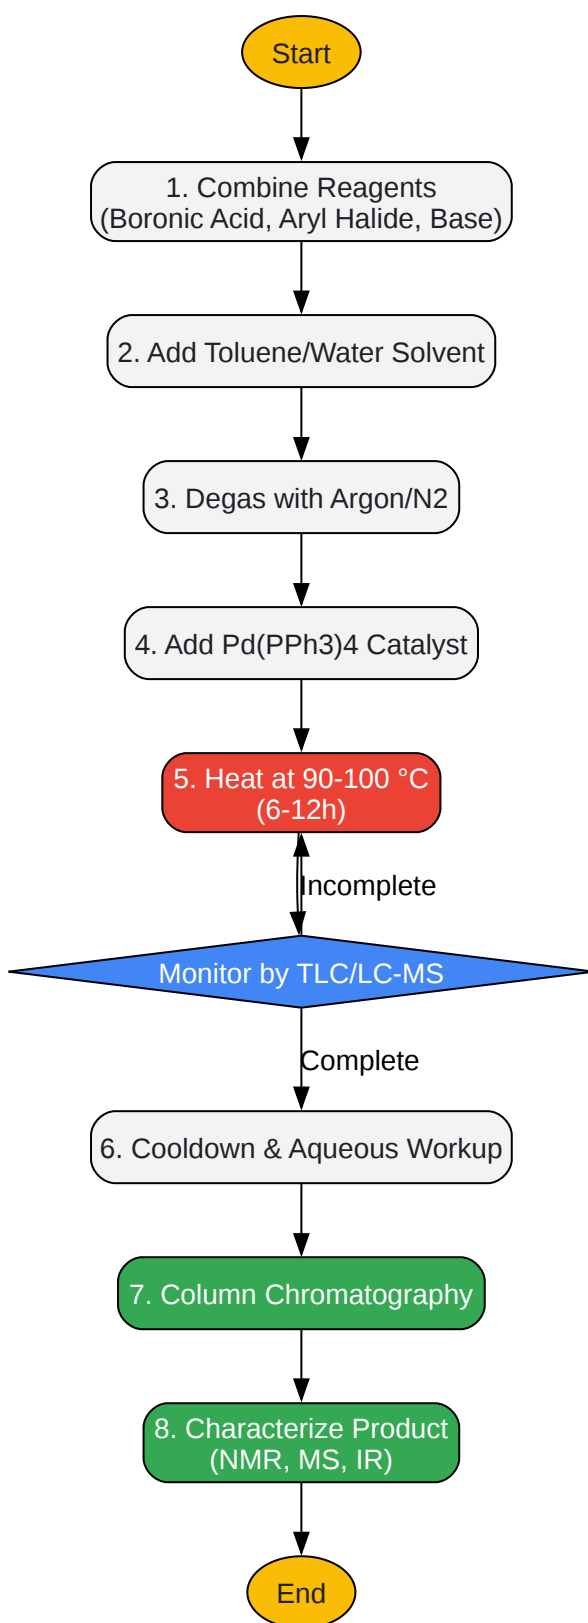 Start
1. Combine Reagents
(Boronic Acid, Aryl Halide, Base)
2. Add Toluene/Water Solvent
3. Degas with Argon/N2
4. Add Pd(PPh3)4 Catalyst
5. Heat at 90-100 °C
(6-12h)
Incomplete
Monitor by TLC/LC-MS
Complete
6. Cooldown & Aqueous Workup
7. Column Chromatography
8. Characterize Product
(NMR, MS, IR)
End